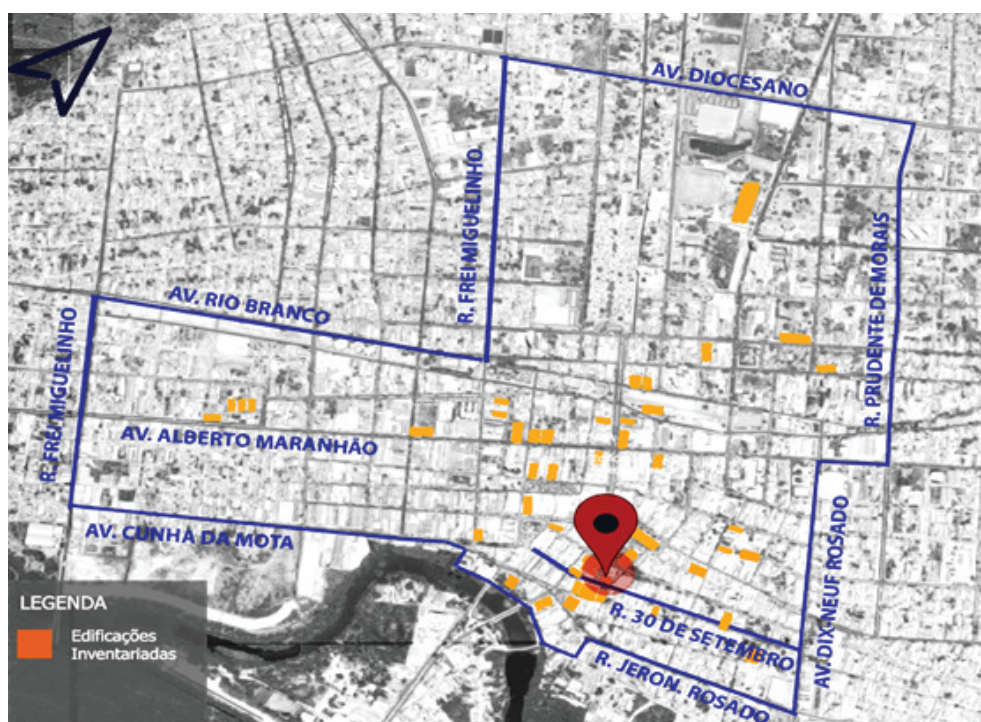 AV. DIOCESANO
R. FREI MIGUELINHO
R. PRUDENTE DE MORAIS
AV. RIO BRANCO
R. FREI MIGUELINHO
AV. ALBERTO MARANHÃO
AV. CUNHA DA MOTA
AV. DIX-NEUF ROSADO
R. 30 DE SETEMBRO
R. JERON. ROSADO
LEGENDA
Edificações
Inventariadas